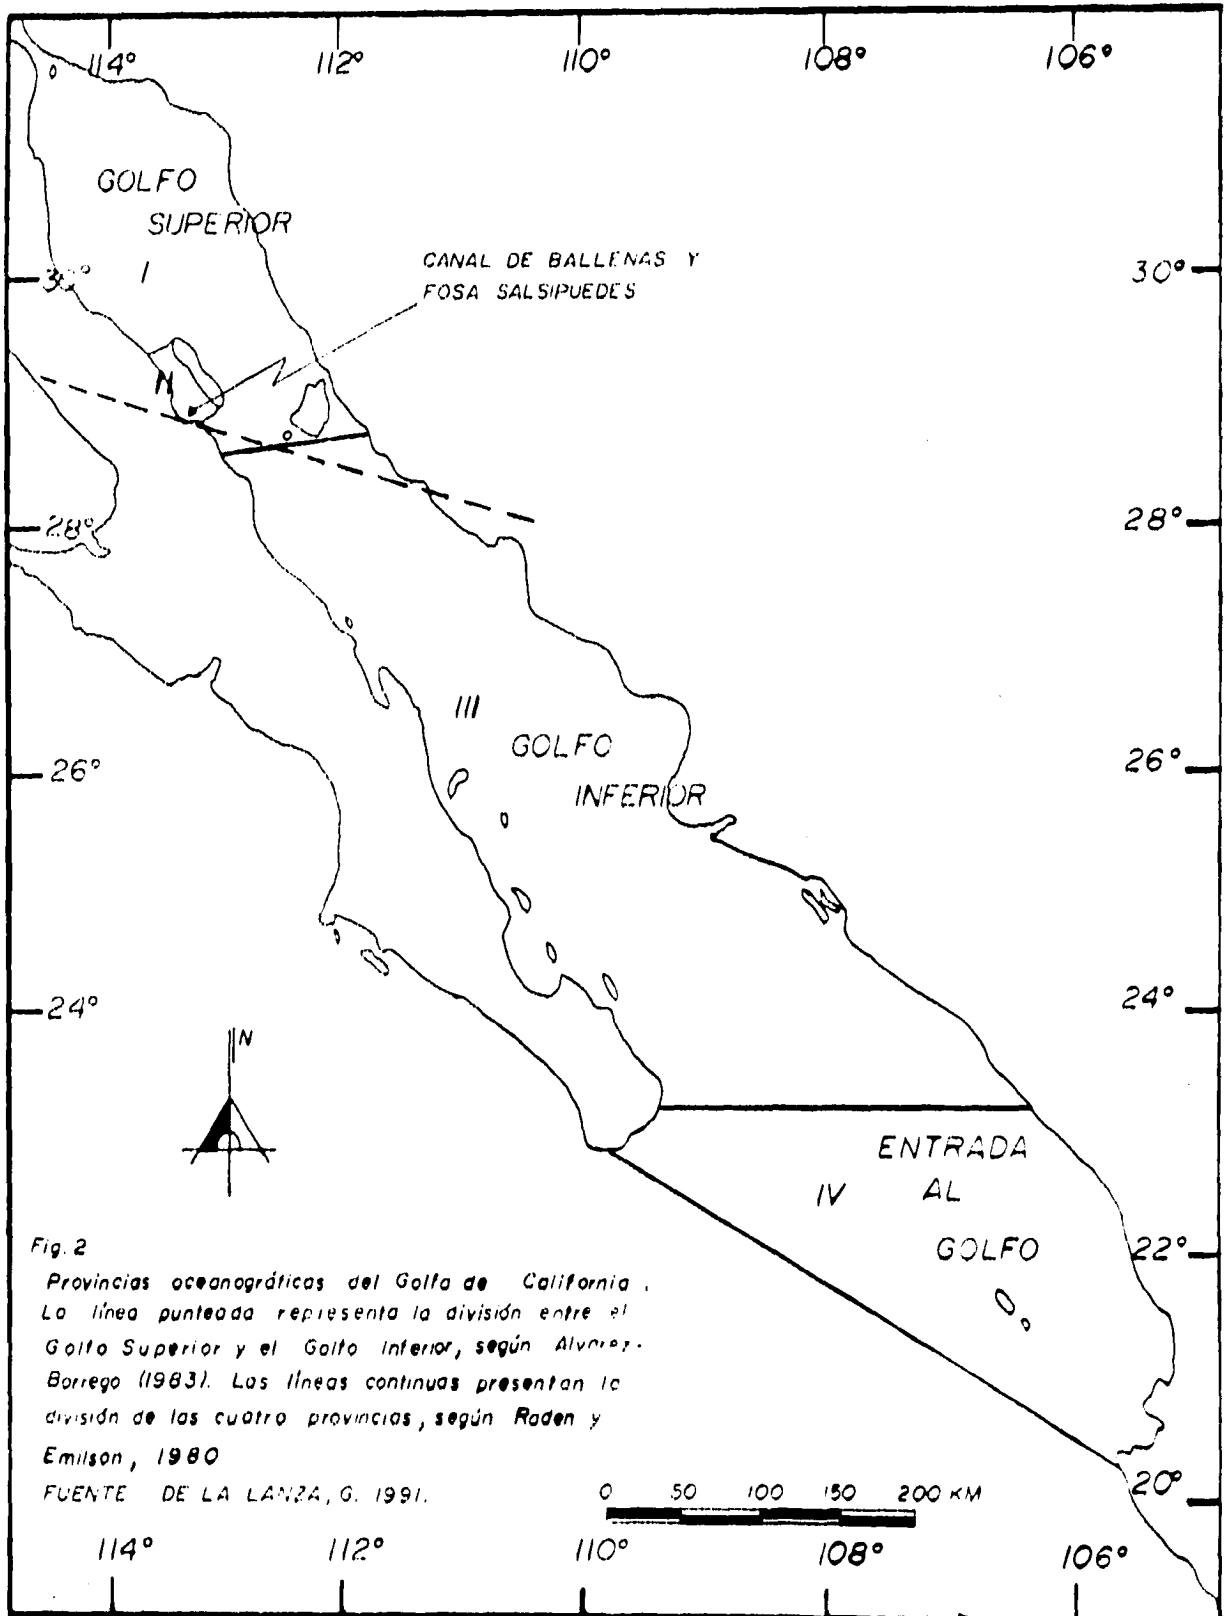 114° 112° 110° 108° 106°
GOLFO
SUPERIOR
I
CANAL DE BALLENAS Y
FOSA SALSIPUEDES
30° 30°
28° 28°
III
GOLFO
INFERIOR
26° 26°
24° 24°
N
ENTRADA
IV AL
GOLFO
22°
Fig. 2
Provincias oceanográficas del Golfo de California.
La línea punteada representa la división entre el
Golfo Superior y el Golfo Inferior, según Alvarez-
Borrego (1983). Las líneas continuas presentan la
división de las cuatro provincias, según Raden y
Emilson, 1980
FUENTE DE LA LANZA, G. 1991.
0 50 100 150 200 KM
20°
114° 112° 110° 108° 106°